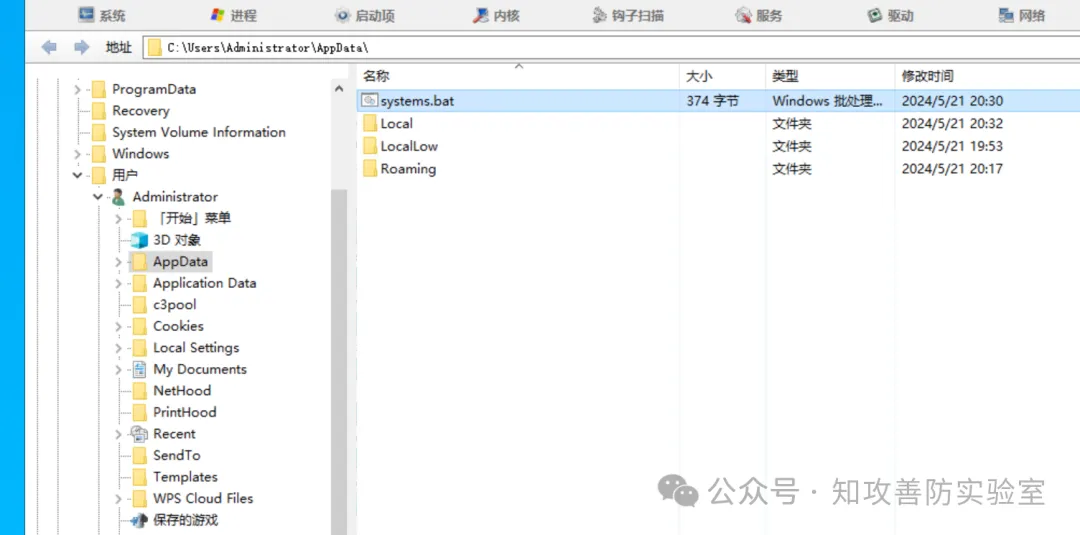 系统 进程 启动项 内核 钩子扫描 服务 驱动 网络
地址 C:\Users\Administrator\AppData\
名称 大小 类型 修改时间
systems.bat 374 字节 Windows 批处理... 2024/5/21 20:30
Local 文件夹 2024/5/21 20:32
LocalLow 文件夹 2024/5/21 19:53
Roaming 文件夹 2024/5/21 20:17
ProgramData
Recovery
System Volume Information
Windows
用户
Administrator
「开始」菜单
3D 对象
AppData
Application Data
c3pool
Cookies
Local Settings
My Documents
NetHood
PrintHood
Recent
SendTo
Templates
WPS Cloud Files
保存的游戏
公众号 · 知攻善防实验室